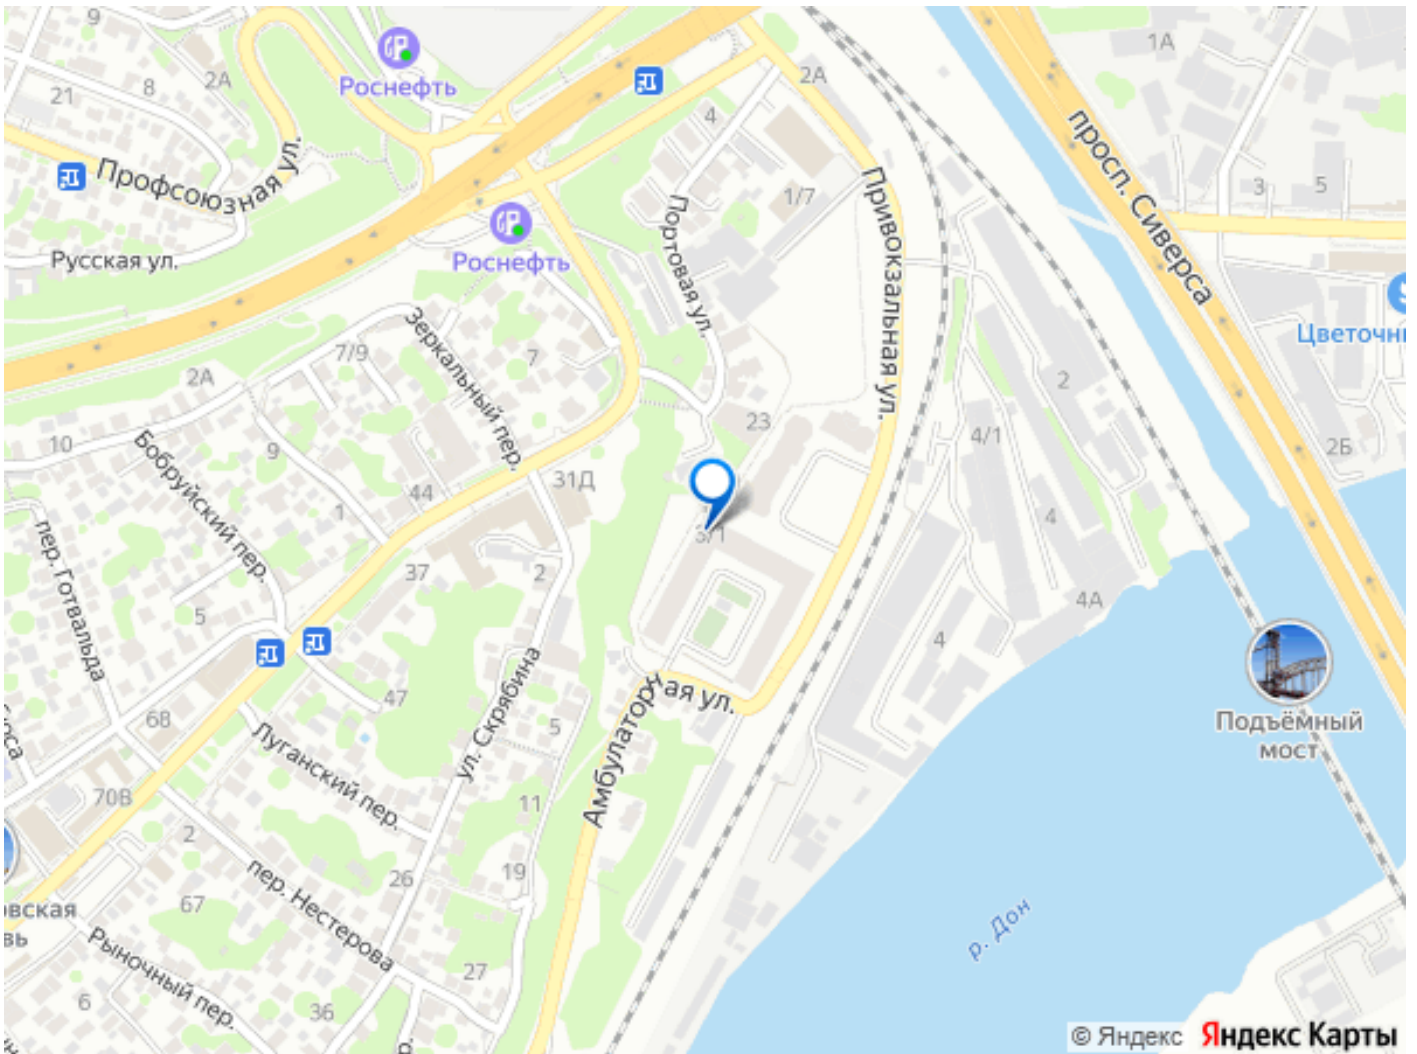 1А
Роснефть
2А
8
21
2А
4
просп. Сиверса
Профсоюзная ул.
Привокзальная ул.
3
5
1/7
Портовая ул.
Русская ул.
Роснефть
Зеркальный пер.
7/9
7
Цветочн
2А
2
10
9
23
4/1
2Б
Бобруйский пер.
44
31Д
1
4
пер. Готвальда
37
2
4А
5
4
47
ул. Скрябина
Амбулаторная ул.
68
5
Подъёмный
мост
Луганский пер.
70В
11
2
26
19
67
пер. Нестерова
р. Дон
вская
вь
Рыночный пер.
27
6
36
© Яндекс
Яндекс Карты